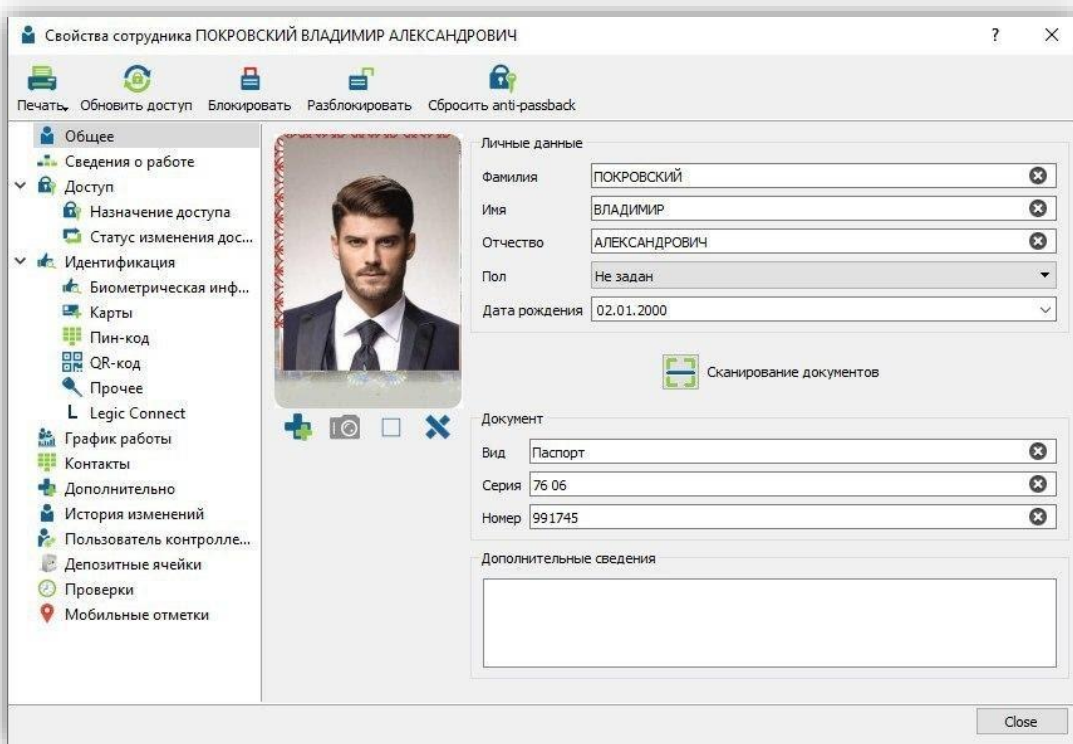 Свойства сотрудника ПОКРОВСКИЙ ВЛАДИМИР АЛЕКСАНДРОВИЧ
?
Печать Обновить доступ Блокировать Разблокировать Сбросить anti-passback
Общее
Сведения о работе
Доступ
Назначение доступа
Статус изменения дос...
Идентификация
Биометрическая инф...
Карты
Пин-код
QR-код
Прочее
L Legic Connect
График работы
Контакты
Дополнительно
История изменений
Пользователь контролле...
Депозитные ячейки
Проверки
Мобильные отметки
Личные данные
Фамилия ПОКРОВСКИЙ
Имя ВЛАДИМИР
Отчество АЛЕКСАНДРОВИЧ
Пол Не задан
Дата рождения 02.01.2000
Сканирование документов
Документ
Вид Паспорт
Серия 76 06
Номер 991745
Дополнительные сведения
Close